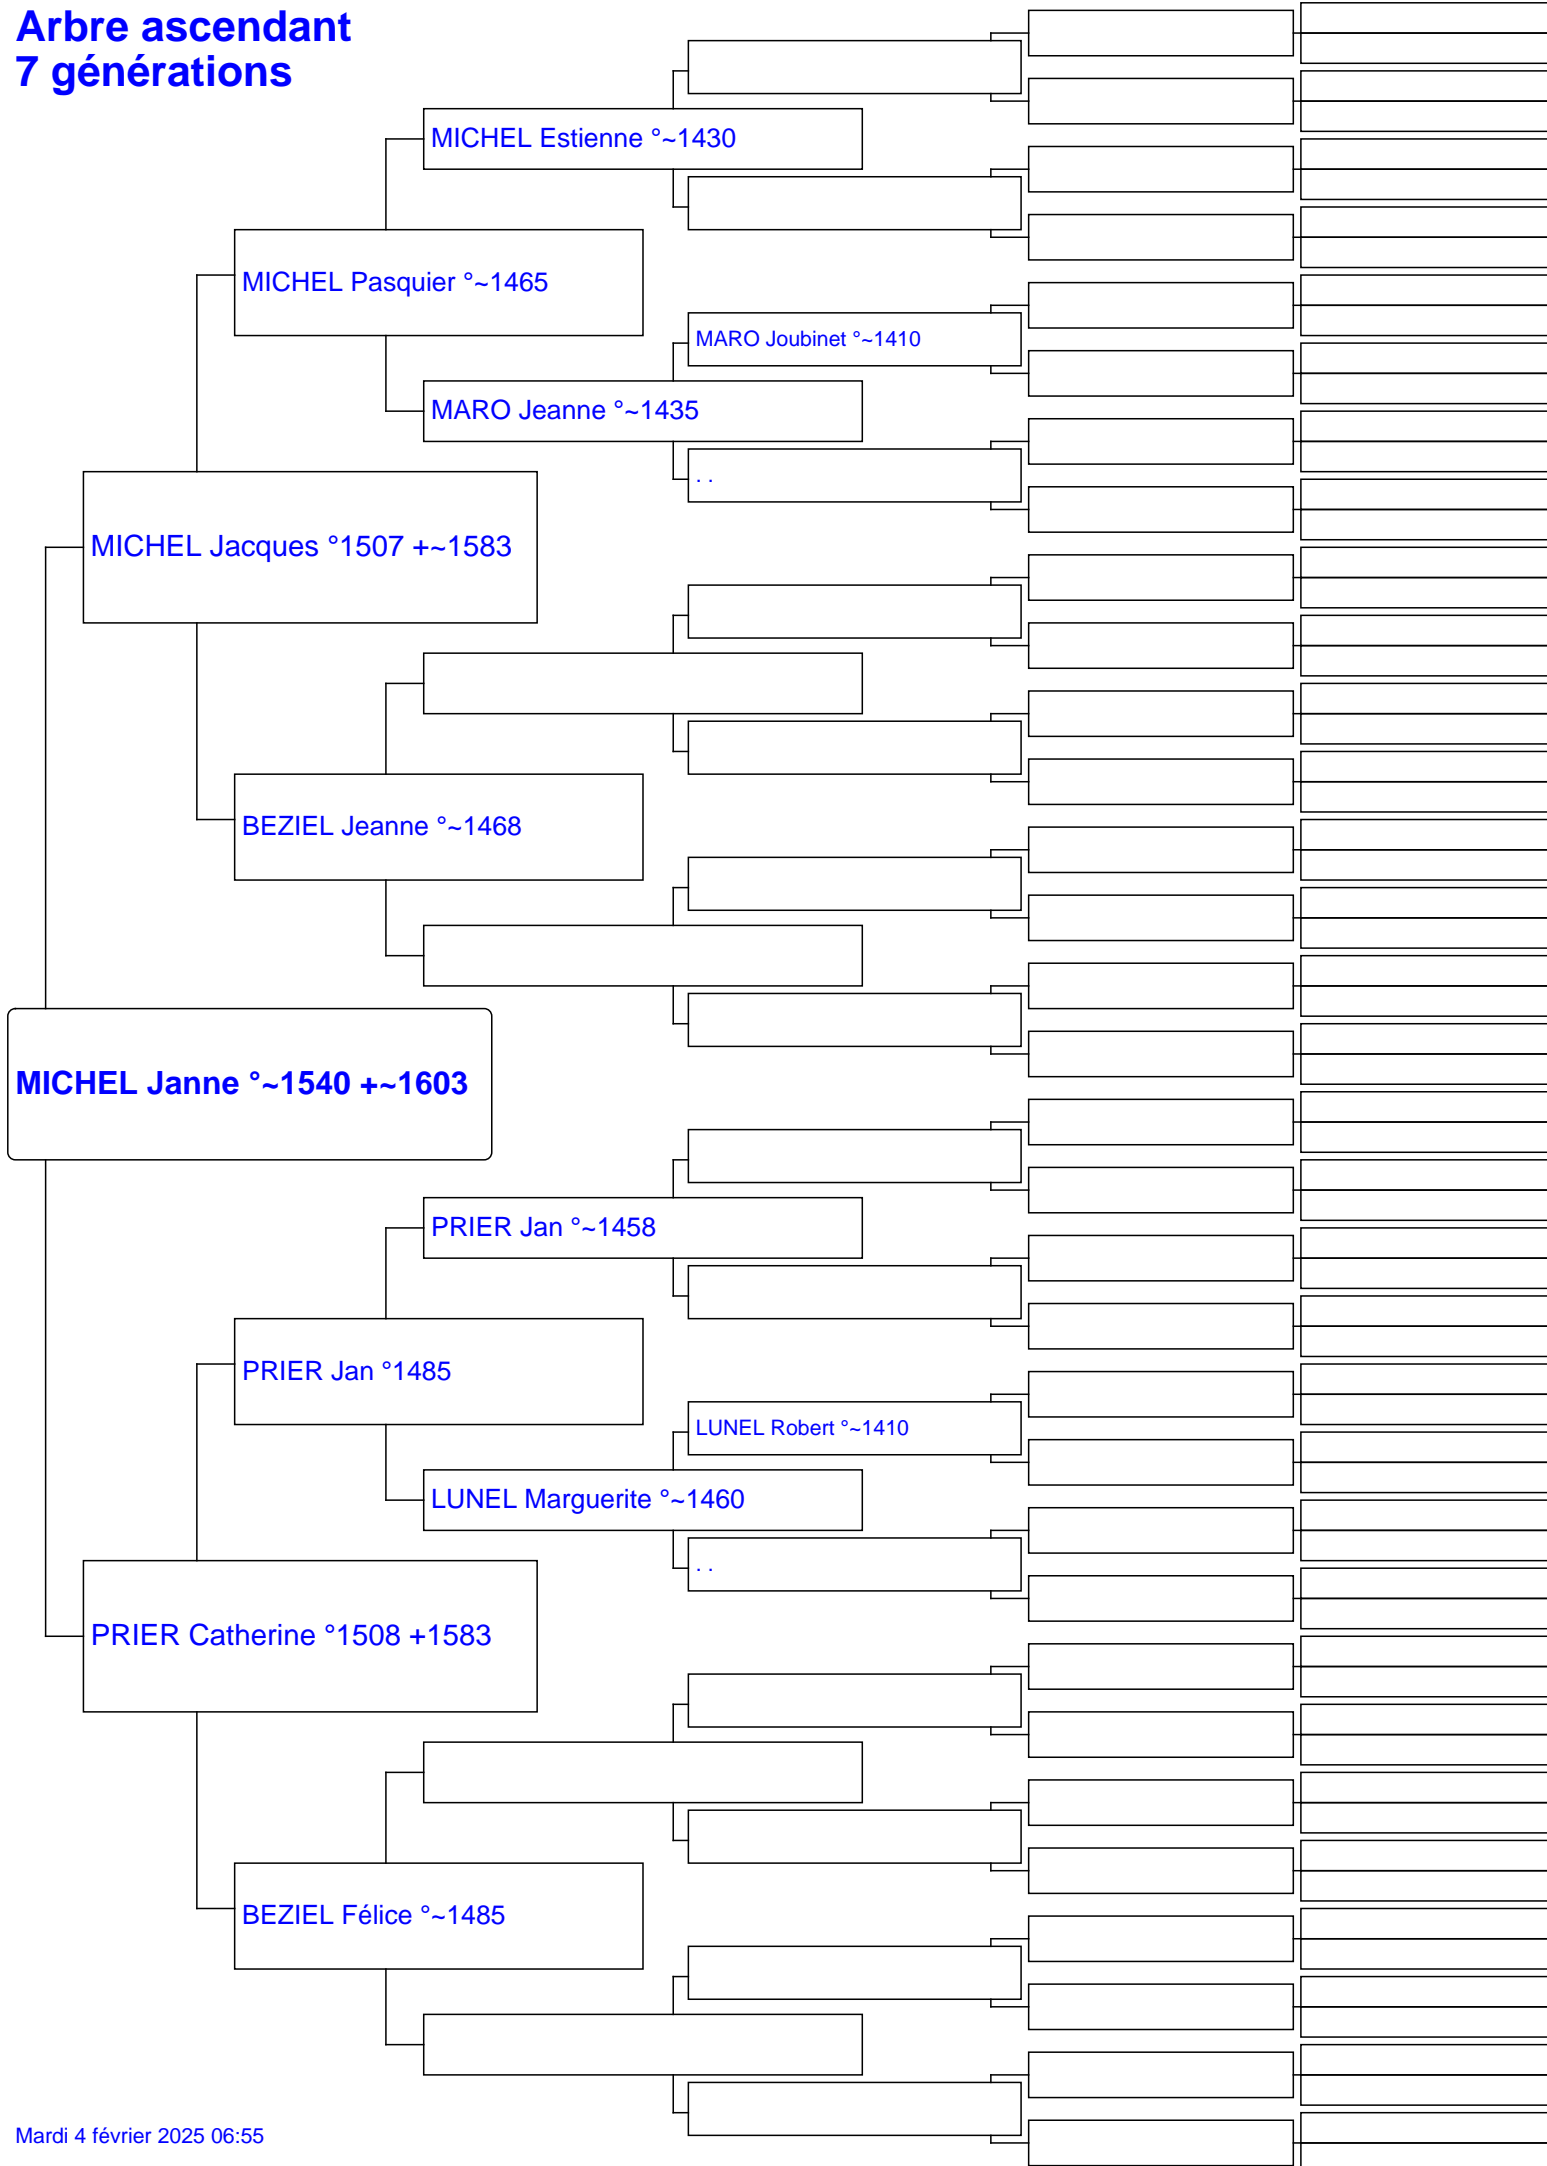 Arbre ascendant
7 générations
MICHEL Estienne °~1430
MICHEL Pasquier °~1465
MARO Joubinet °~1410
MARO Jeanne °~1435
. .
MICHEL Jacques °1507 +~1583
BEZIEL Jeanne °~1468
MICHEL Janne °~1540 +~1603
PRIER Jan °~1458
PRIER Jan °1485
LUNEL Robert °~1410
LUNEL Marguerite °~1460
. .
PRIER Catherine °1508 +1583
BEZIEL Félice °~1485
Mardi 4 février 2025 06:55